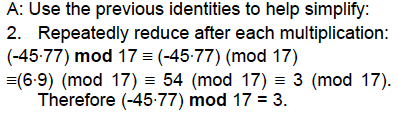 A: Use the previous identities to help simplify:
2. Repeatedly reduce after each multiplication:
(-45·77) mod 17 ≡ (-45·77) (mod 17)
≡(6·9) (mod 17) ≡ 54 (mod 17) ≡ 3 (mod 17).
Therefore (-45·77) mod 17 = 3.